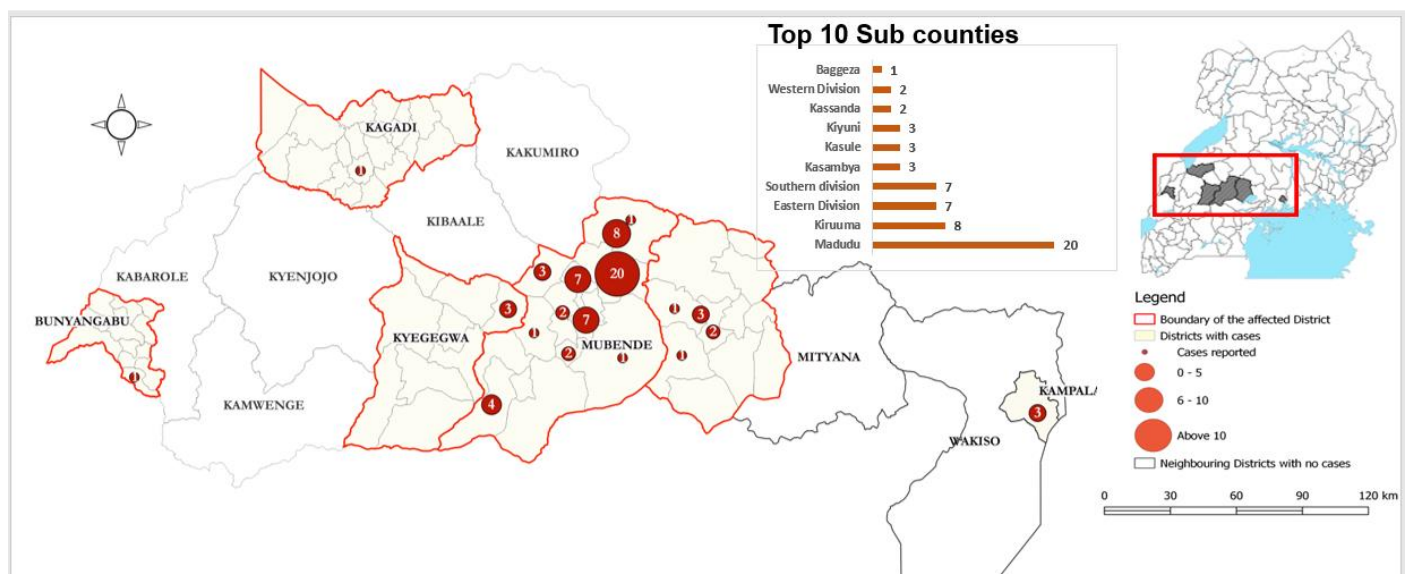 Top 10 Sub counties
Baggeza 1
Western Division 2
Kassanda 2
Kiyuni 3
Kasule 3
Kasambya 3
Southern division 7
Eastern Division 7
Kiruuma 8
Madudu 20
KAGADI
1
KAKUMIRO
KIBAALE
KABAROLE
KYENJOJO
BUNYANGABU
1
KAMWENGE
KYEGEGWA
3
4
1
8
20
3
7
2
7
1
2
1
MUBENDE
1
3
2
1
MITYANA
KAMPALA
3
WAKISO
Legend
Boundary of the affected District
Districts with cases
Cases reported
0 - 5
6 - 10
Above 10
Neighbouring Districts with no cases
0 30 60 90 120 km